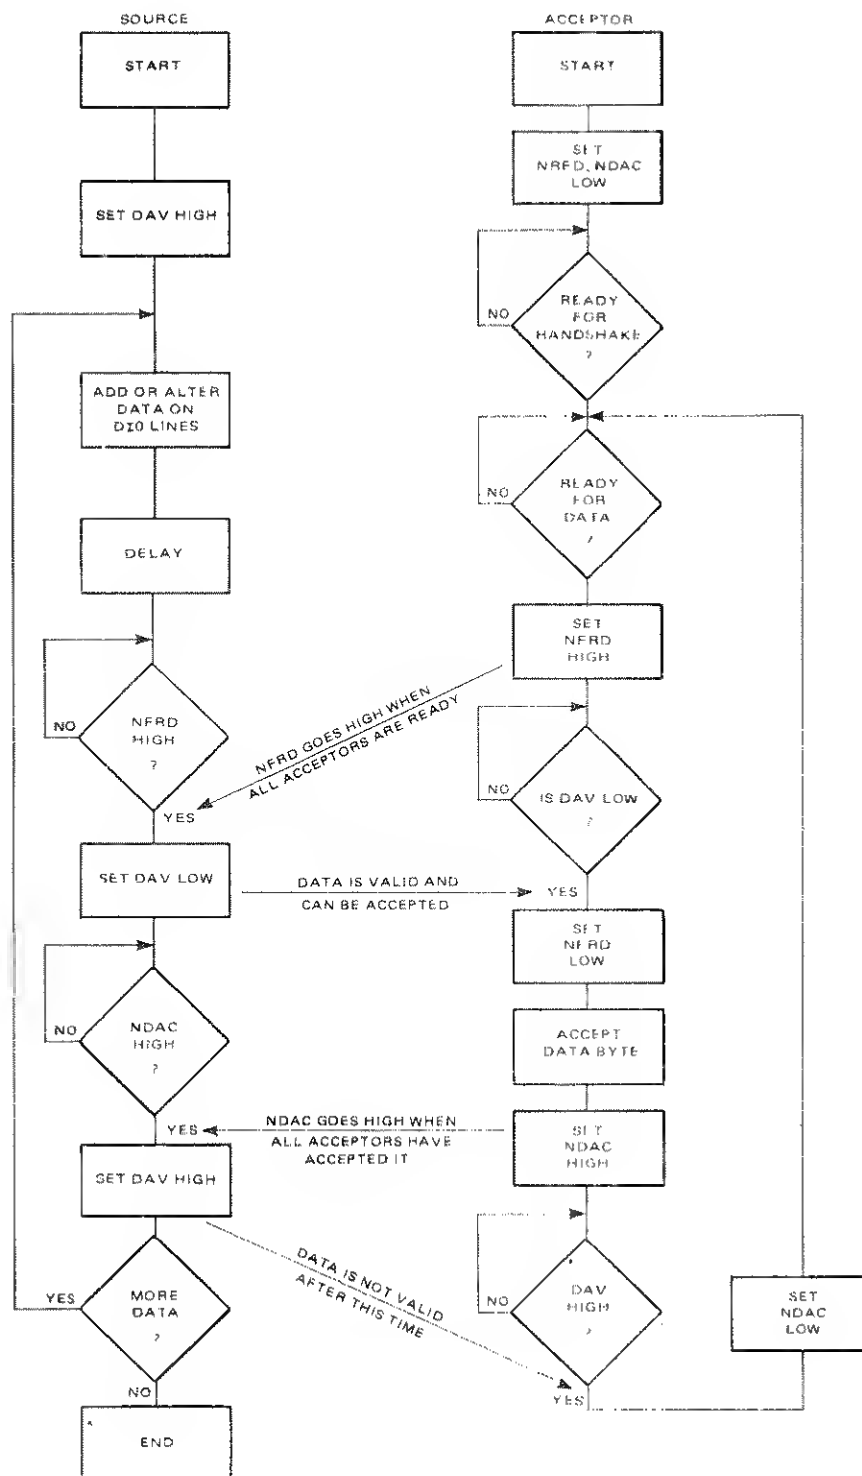 SOURCE
START
SET DAV HIGH
ADD OR ALTER
DATA ON
DIO LINES
DELAY
NFRD
HIGH
?
NO
YES
SET DAV LOW
NDAC
HIGH
?
NO
YES
SET DAV HIGH
MORE
DATA
?
YES
NO
END
NFRD GOES HIGH WHEN
ALL ACCEPTORS ARE READY
DATA IS VALID AND
CAN BE ACCEPTED
NDAC GOES HIGH WHEN
ALL ACCEPTORS HAVE
ACCEPTED IT
DATA IS NOT VALID
AFTER THIS TIME
ACCEPTOR
START
SET
NRFD, NDAC
LOW
READY
FOR
HANDSHAKE
?
NO
READY
FOR
DATA
?
NO
SET
NFRD
HIGH
IS DAV LOW
?
NO
YES
SET
NFRD
LOW
ACCEPT
DATA BYTE
SET
NDAC
HIGH
DAV
HIGH
?
NO
YES
SET
NDAC
LOW